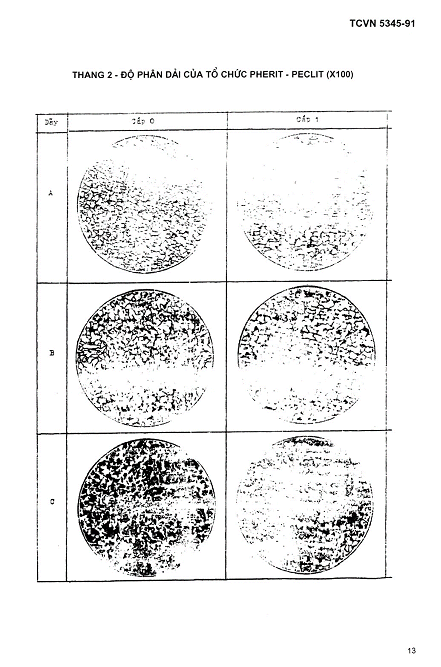 TCVN 5345-91
THANG 2 - ĐỘ PHÂN DẢI CỦA TỔ CHỨC PHERIT - PECLIT (X100)
Dãy Cấp 0 Cấp 1
A
B
C
13